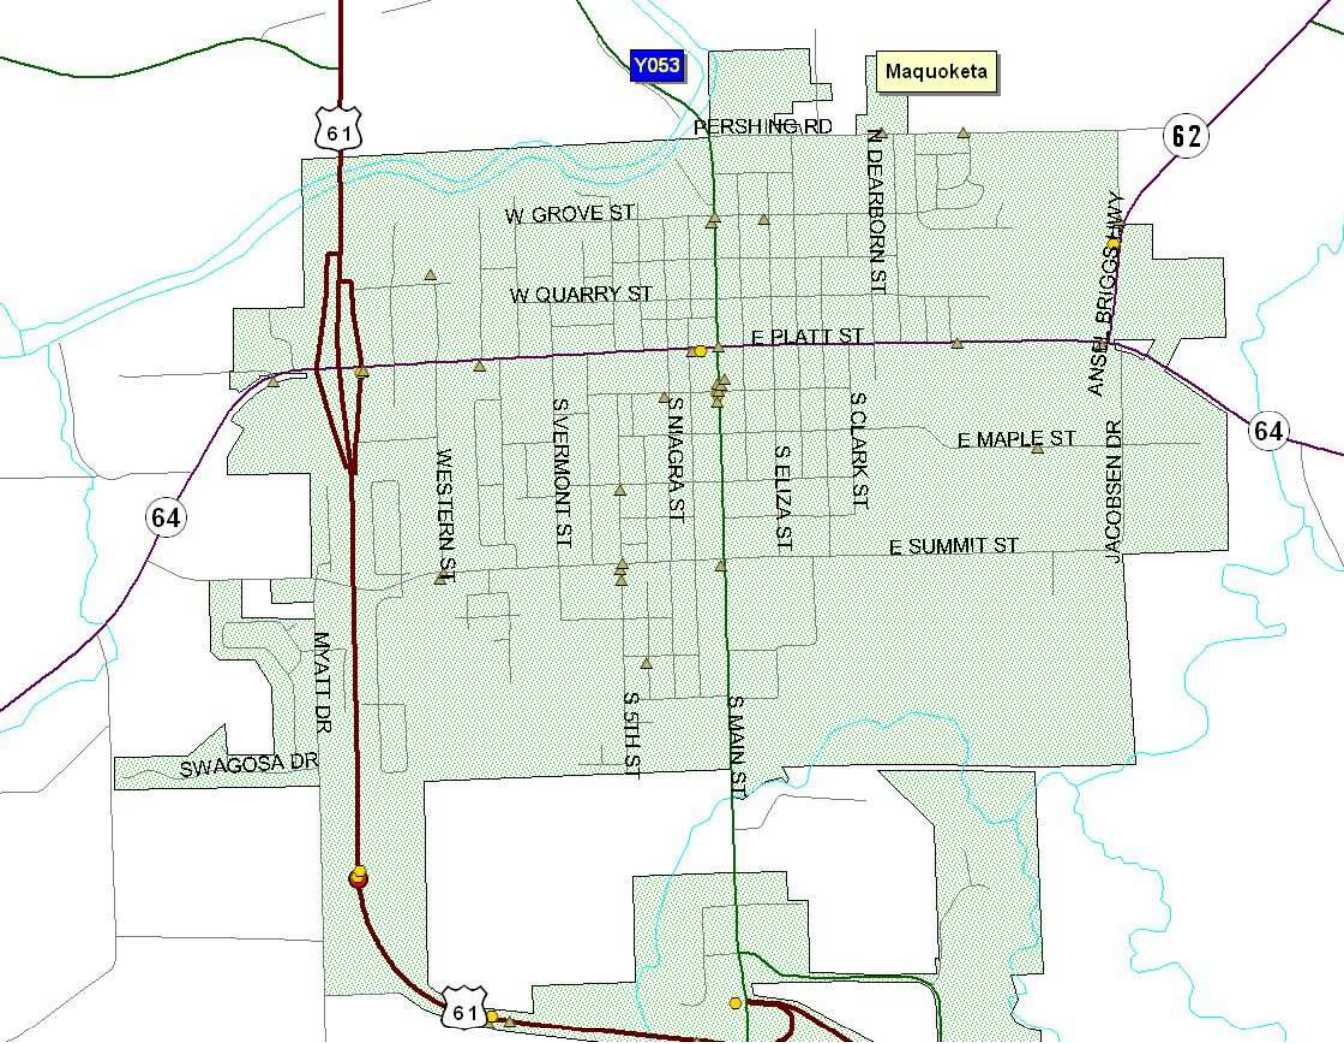 Y053
Maquoketa
61
PERSHING RD
62
N DEARBORN ST
W GROVE ST
ANSEL BRIGGS HWY
W QUARRY ST
E PLATT ST
S VERMONT ST
S NIAGRA ST
S CLARK ST
E MAPLE ST
64
WESTERN ST
S ELIZA ST
JACOBSEN DR
64
E SUMMIT ST
MYATT DR
S 5TH ST
S MAIN ST
SWAGOSA DR
61